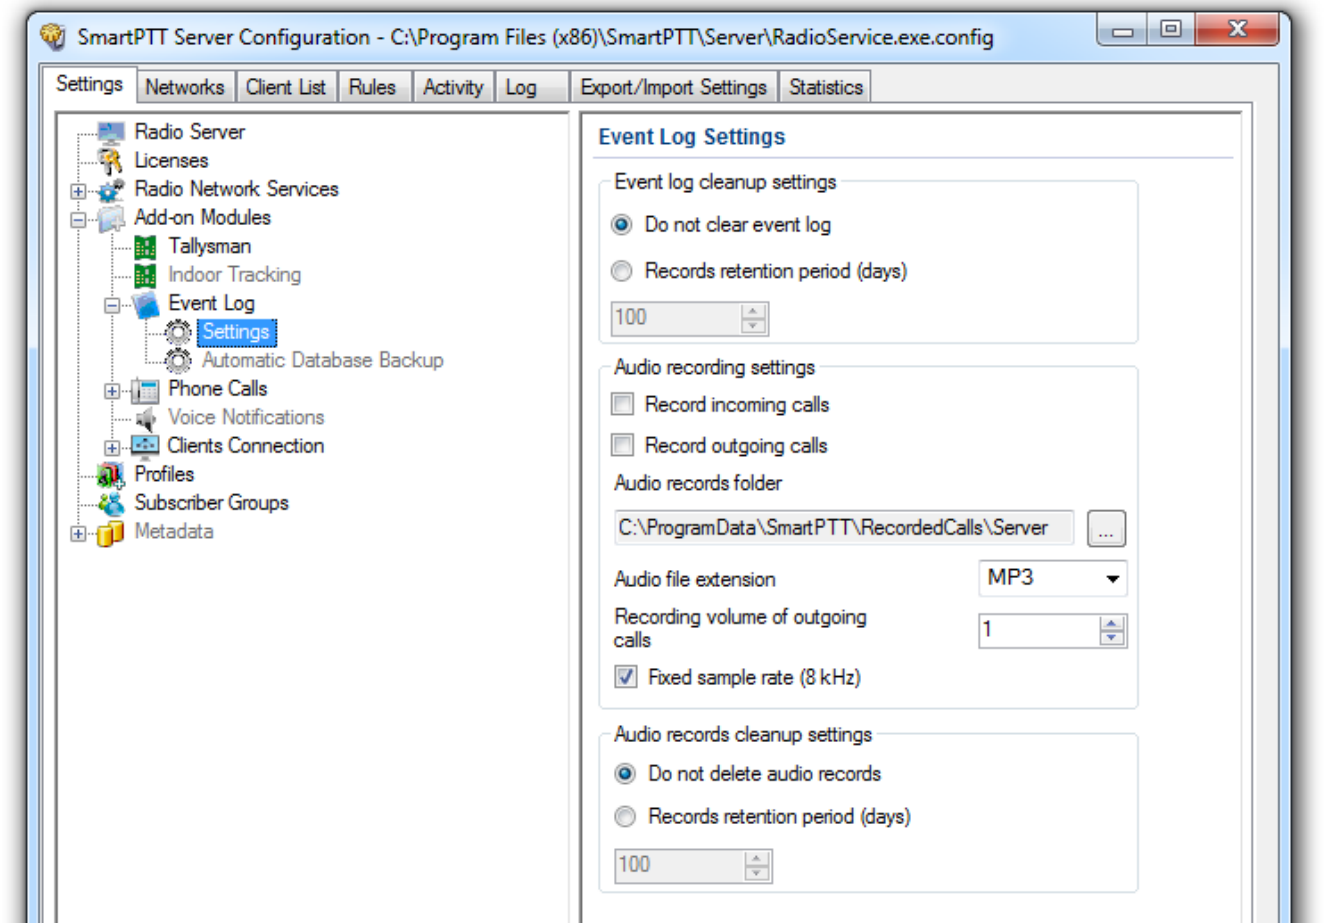 SmartPTT Server Configuration - C:\Program Files (x86)\SmartPTT\Server\RadioService.exe.config
Settings Networks Client List Rules Activity Log Export/Import Settings Statistics
Radio Server
Licenses
Radio Network Services
Add-on Modules
Tallysman
Indoor Tracking
Event Log
Settings
Automatic Database Backup
Phone Calls
Voice Notifications
Clients Connection
Profiles
Subscriber Groups
Metadata
Event Log Settings
Event log cleanup settings
Do not clear event log
Records retention period (days)
100
Audio recording settings
Record incoming calls
Record outgoing calls
Audio records folder
C:\ProgramData\SmartPTT\RecordedCalls\Server ...
Audio file extension MP3
Recording volume of outgoing
calls
1
Fixed sample rate (8 kHz)
Audio records cleanup settings
Do not delete audio records
Records retention period (days)
100